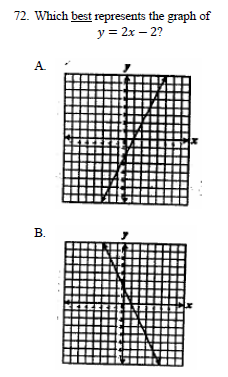 72. Which best represents the graph of
y = 2x – 2?
A.
y
x
B.
y
x